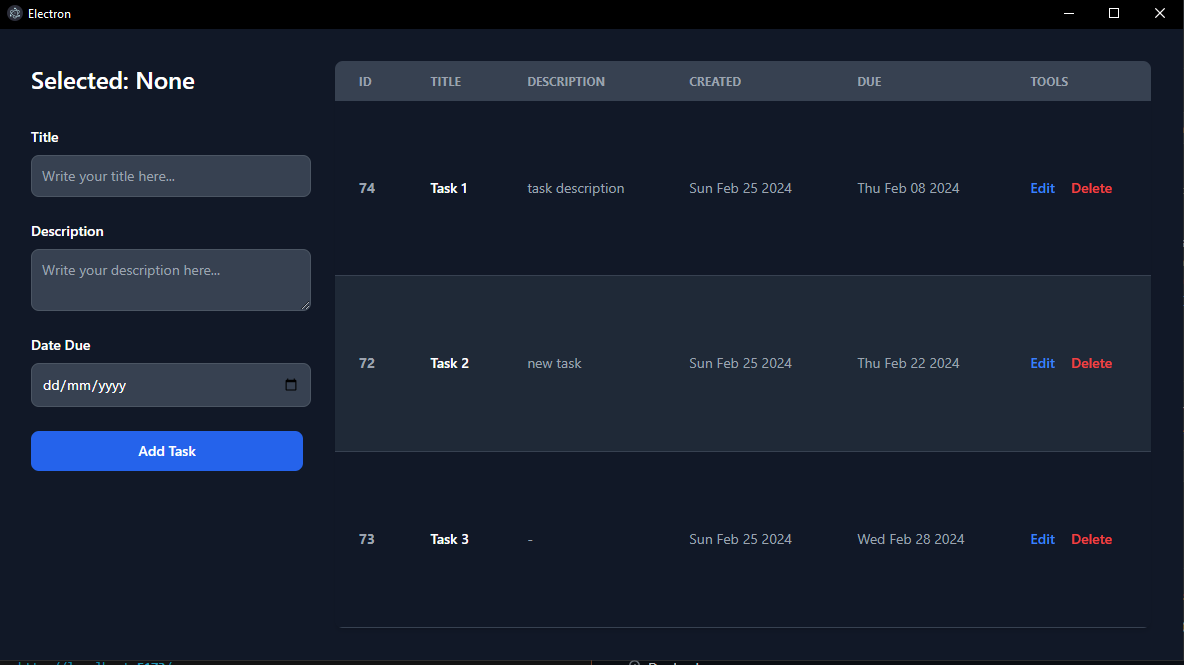 Electron
Selected: None
Title
Write your title here...
Description
Write your description here...
Date Due
dd/mm/yyyy
Add Task
ID TITLE DESCRIPTION CREATED DUE TOOLS
74 Task 1 task description Sun Feb 25 2024 Thu Feb 08 2024 Edit Delete
72 Task 2 new task Sun Feb 25 2024 Thu Feb 22 2024 Edit Delete
73 Task 3 - Sun Feb 25 2024 Wed Feb 28 2024 Edit Delete